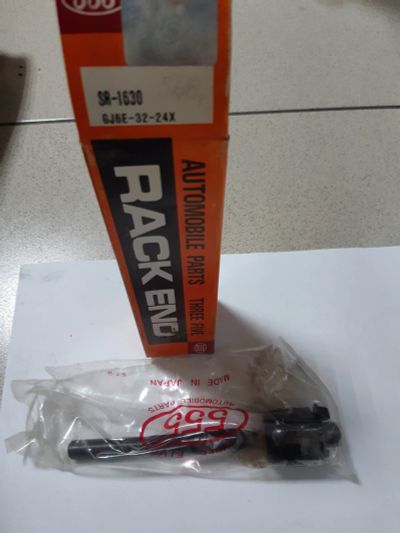 555
SR-1630
GJ6E-32-24X
RACK END
AUTOMOBILE PARTS THREE FIVE
MADE IN JAPAN
AUTOMOBILE PARTS
555